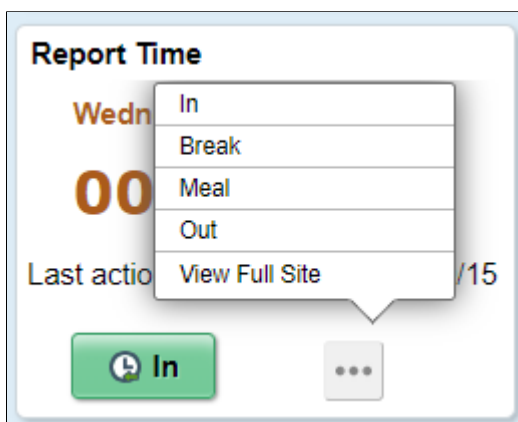 Report Time
Wedn
In
Break
00
Meal
Out
Last actio
View Full Site
/15
In